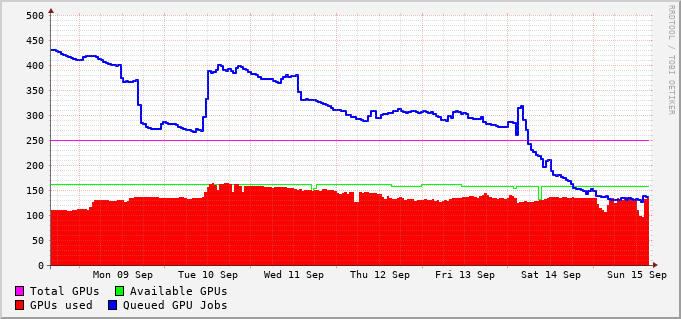 500
450
400
350
300
250
200
150
100
50
0
Mon 09 Sep Tue 10 Sep Wed 11 Sep Thu 12 Sep Fri 13 Sep Sat 14 Sep Sun 15 Sep
Total GPUs Available GPUs
GPUs used Queued GPU Jobs
RRDTOOL / TOBI OETIKER